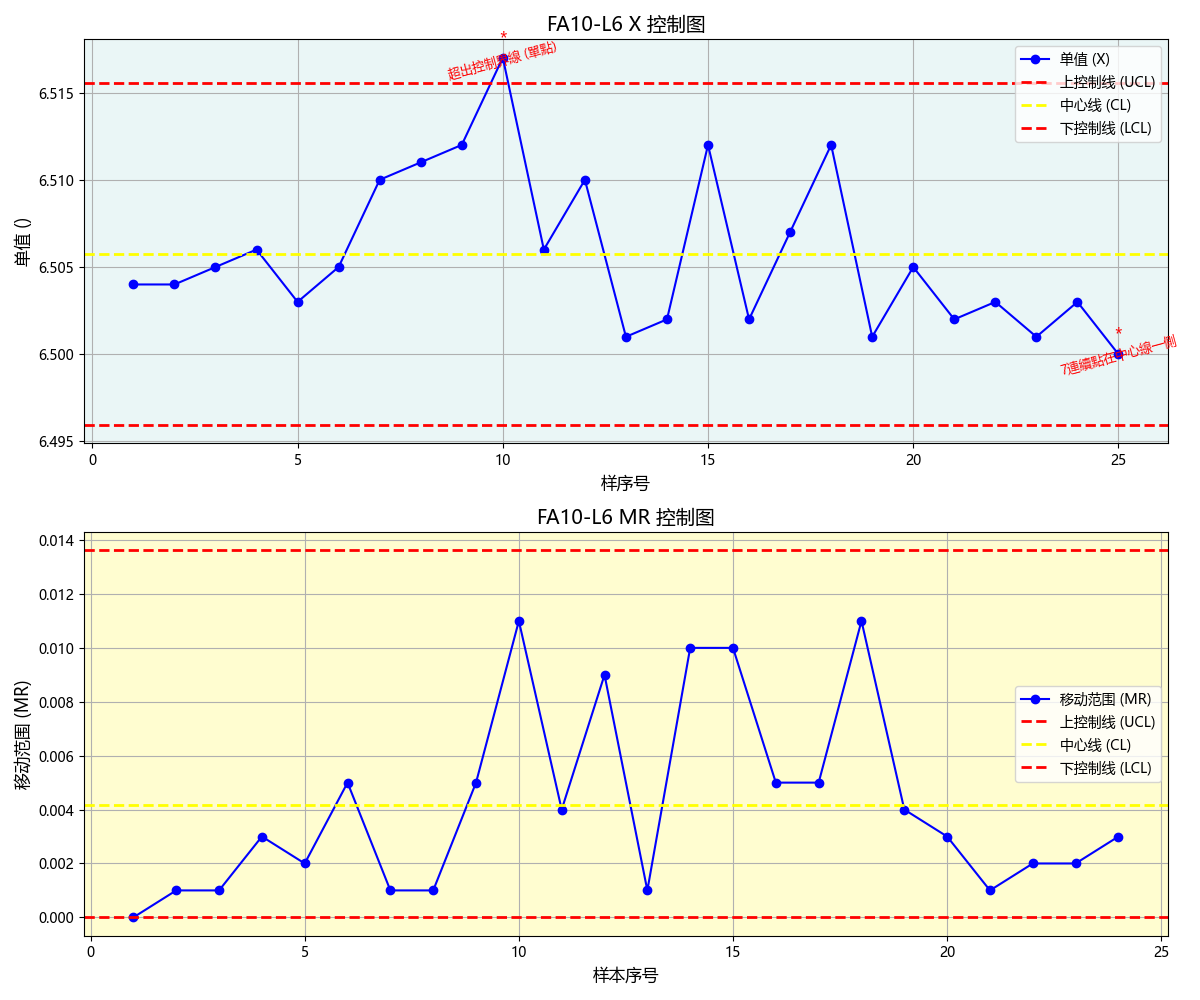 FA10-L6 X 控制图
*
超出控制界線 (單點)
单值 (X)
上控制线 (UCL)
中心线 (CL)
下控制线 (LCL)
6.515
6.510
6.505
6.500
6.495
单值 ()
*
7連續點在中心線一側
0
5
10
15
20
25
样序号
FA10-L6 MR 控制图
0.014
0.012
0.010
0.008
0.006
0.004
0.002
0.000
移动范围 (MR)
移动范围 (MR)
上控制线 (UCL)
中心线 (CL)
下控制线 (LCL)
0
5
10
15
20
25
样本序号